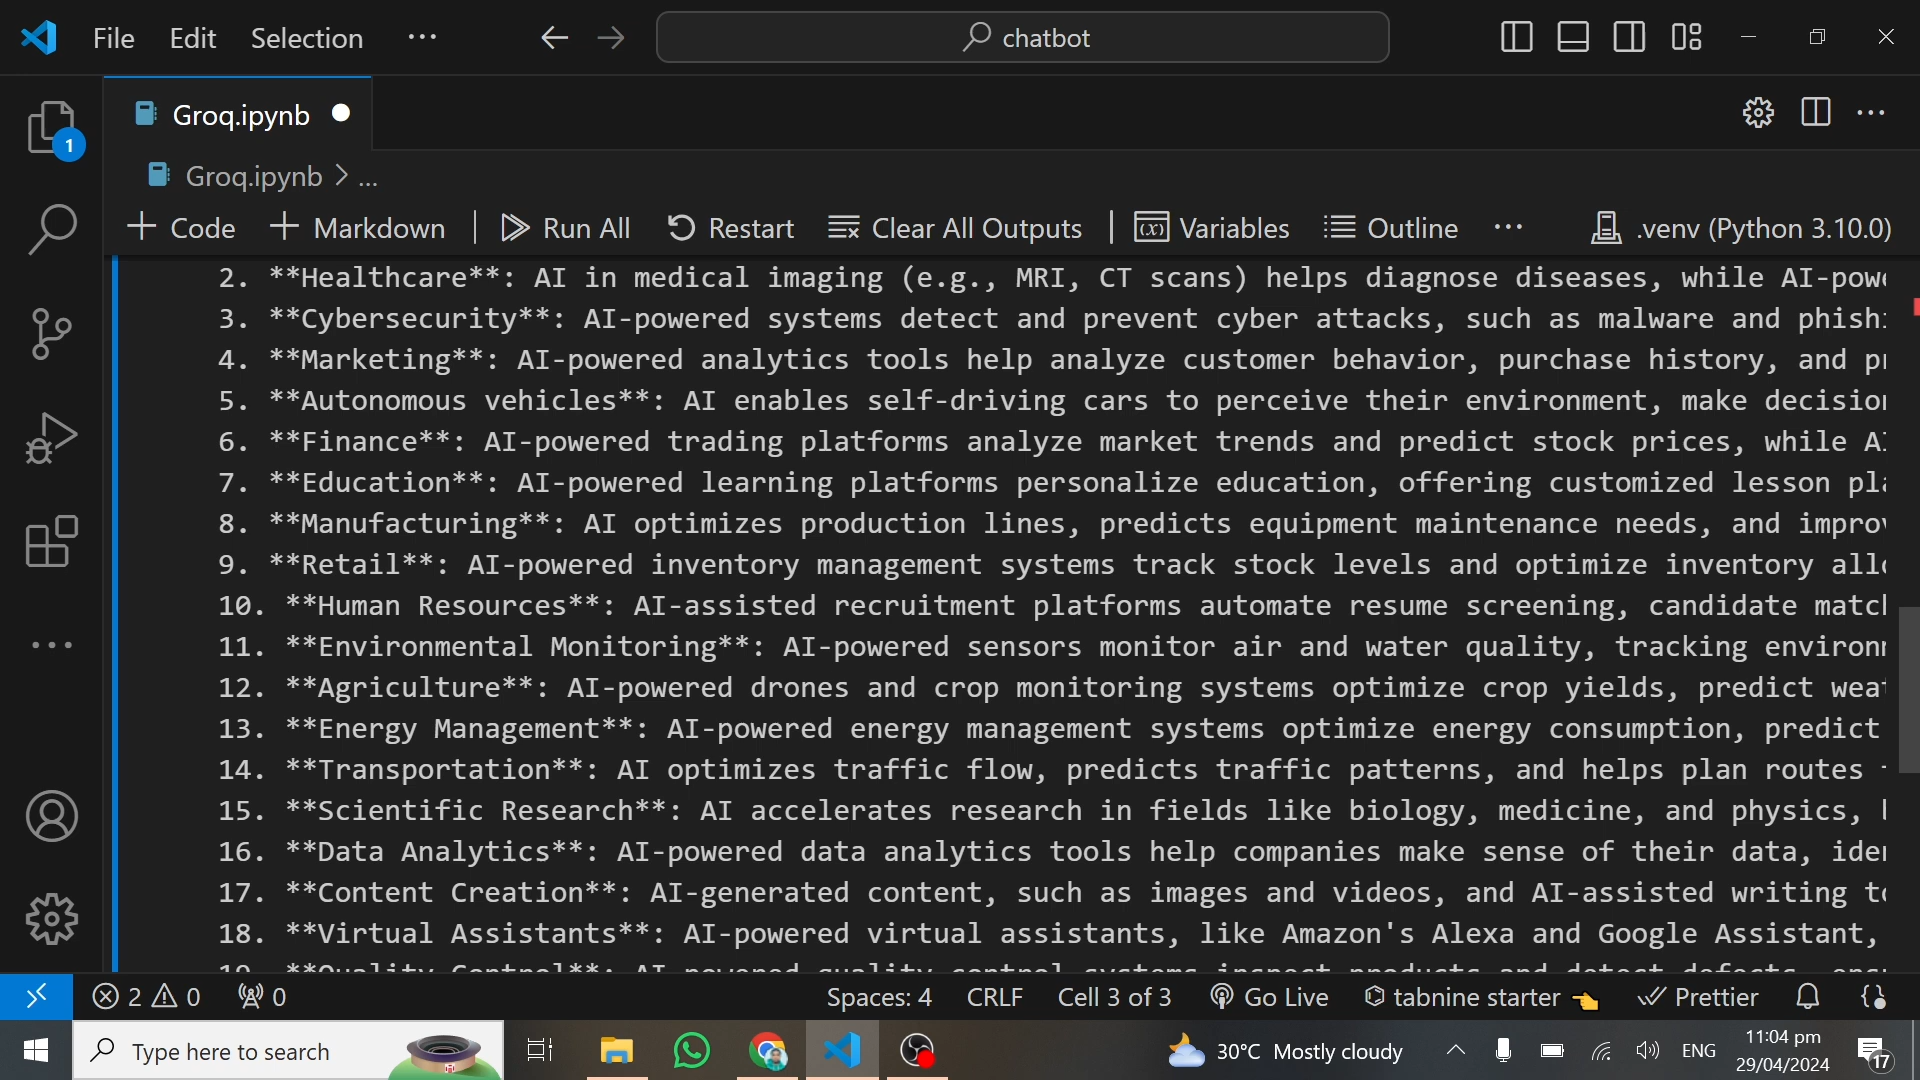 File Edit Selection ··· chatbot
Groq.ipynb
1
Groq.ipynb > ...
Code Markdown Run All Restart Clear All Outputs Variables Outline ··· .venv (Python 3.10.0)
2. **Healthcare**: AI in medical imaging (e.g., MRI, CT scans) helps diagnose diseases, while
3. **Cybersecurity**: AI-powered systems detect and prevent cyber attacks, such as malware and
4. **Marketing**: AI-powered analytics tools help analyze customer behavior, purchase history, and
5. **Autonomous vehicles**: AI enables self-driving cars to perceive their environment, make
6. **Finance**: AI-powered trading platforms analyze market trends and predict stock prices, while
7. **Education**: AI-powered learning platforms personalize education, offering customized lesson
8. **Manufacturing**: AI optimizes production lines, predicts equipment maintenance needs, and
9. **Retail**: AI-powered inventory management systems track stock levels and optimize inventory
10. **Human Resources**: AI-assisted recruitment platforms automate resume screening, candidate
11. **Environmental Monitoring**: AI-powered sensors monitor air and water quality, tracking
12. **Agriculture**: AI-powered drones and crop monitoring systems optimize crop yields, predict
13. **Energy Management**: AI-powered energy management systems optimize energy consumption, predict
14. **Transportation**: AI optimizes traffic flow, predicts traffic patterns, and helps plan routes
15. **Scientific Research**: AI accelerates research in fields like biology, medicine, and physics,
16. **Data Analytics**: AI-powered data analytics tools help companies make sense of their data,
17. **Content Creation**: AI-generated content, such as images and videos, and AI-assisted writing
18. **Virtual Assistants**: AI-powered virtual assistants, like Amazon's Alexa and Google Assistant,
2 0 0 Spaces: 4 CRLF Cell 3 of 3 Go Live tabnine starter Prettier
Type here to search 30°C Mostly cloudy ENG 11:04 pm
29/04/2024 17